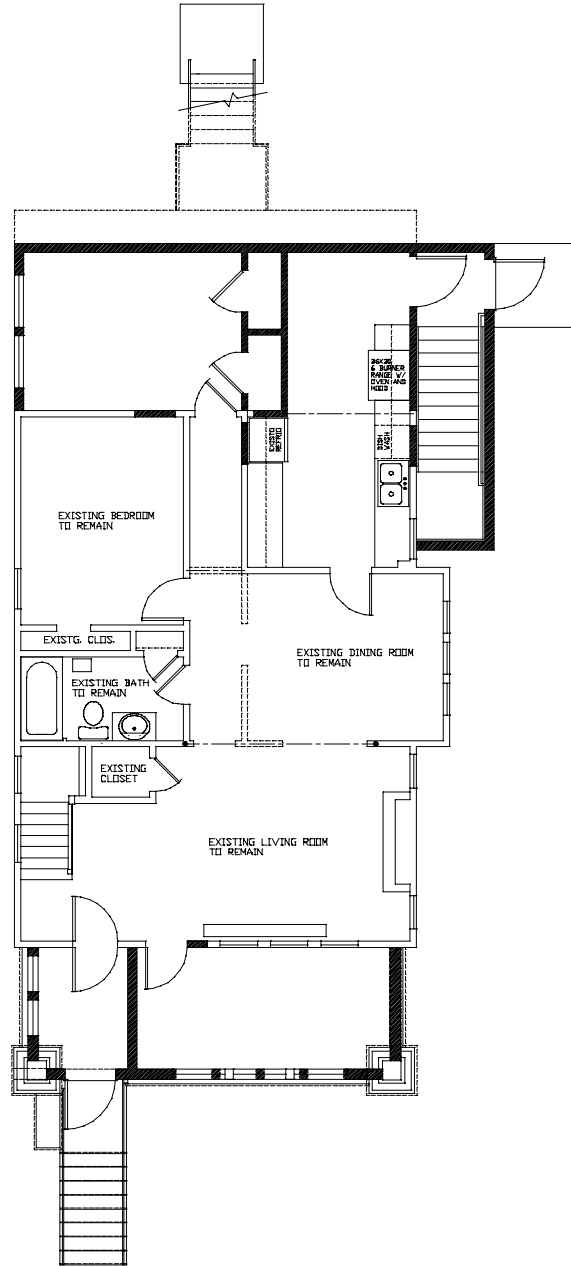 36X30
6 BURNER
RANGE W/
OVEN AND
HOOD
EXIST'G
REFRIG
DISH
WASH
EXISTING BEDROOM
TO REMAIN
EXISTG. CLOS.
EXISTING DINING ROOM
TO REMAIN
EXISTING BATH
TO REMAIN
EXISTING
CLOSET
EXISTING LIVING ROOM
TO REMAIN